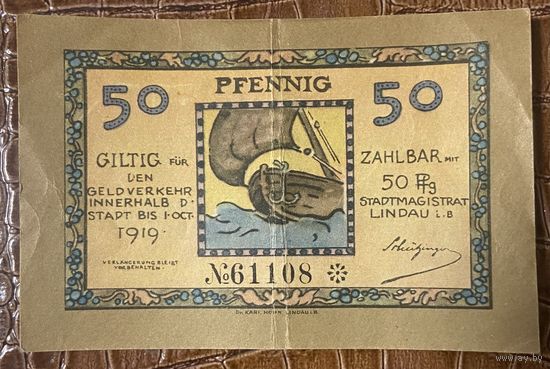 50 PFENNIG 50
GILTIG FÜR
DEN
GELDVERKEHR
INNERHALB D·
STADT BIS 1·OCT·
1919·
VERLÄNGERUNG BLEIBT
VORBEHALTEN·
ZAHLBAR MIT
50 Pfg
STADTMAGISTRAT
LINDAU i.B
№61108
LINDAU i.B.
www.ay.by